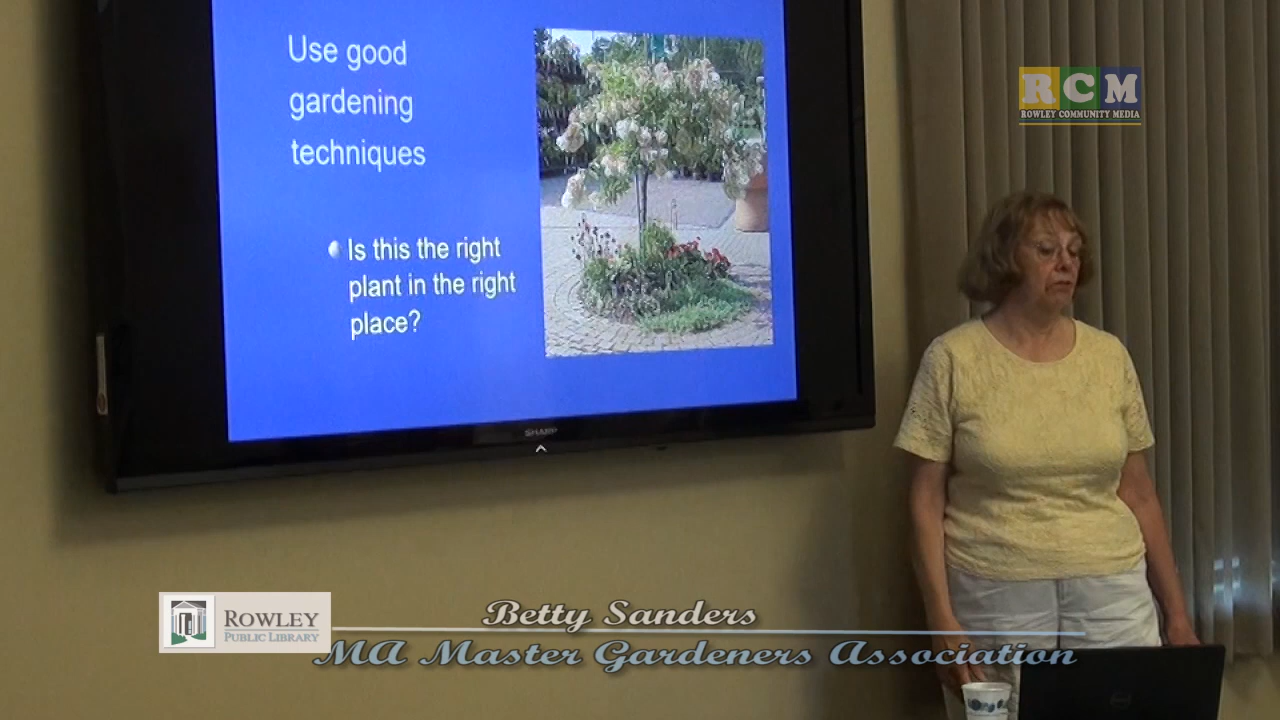 Use good
gardening
techniques
Is this the right
plant in the right
place?
RCM
ROWLEY COMMUNITY MEDIA
SHARP
ROWLEY
PUBLIC LIBRARY
Betty Sanders
MA Master Gardeners Association
DELL